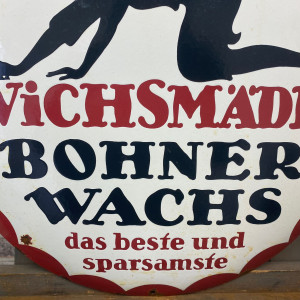 WiCHSMÄD
BOHNER
WACHS
das beste und
sparsamste